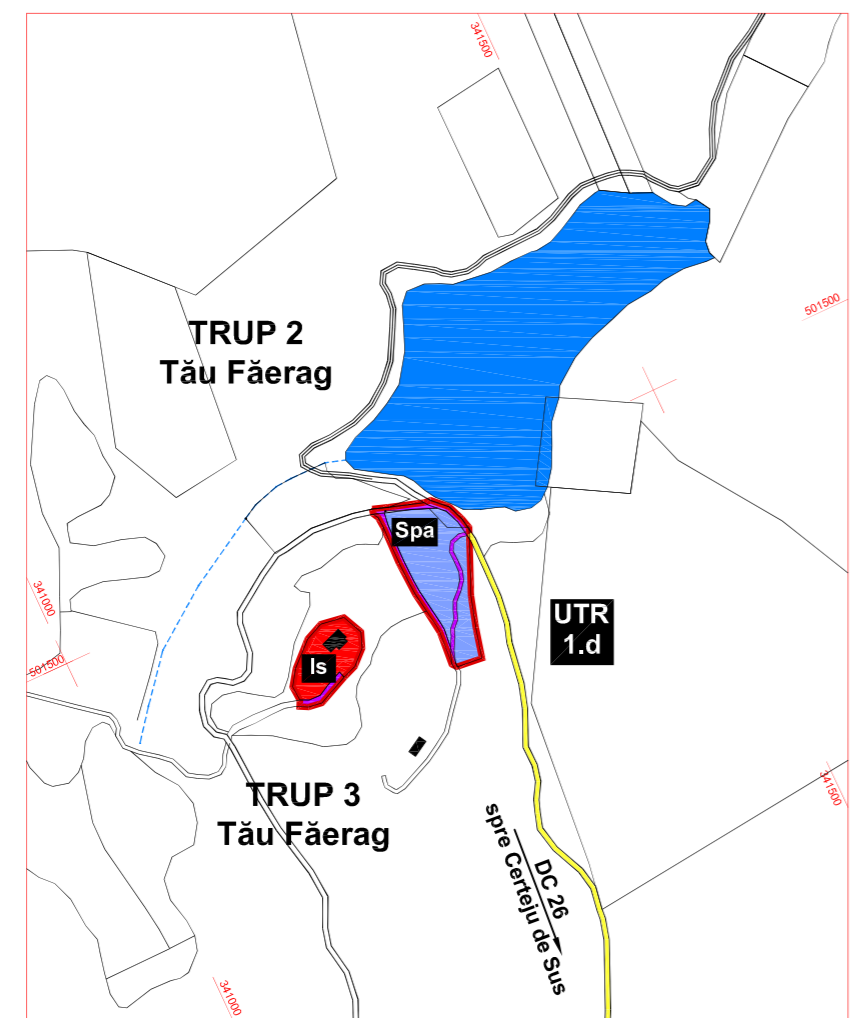 341500
501500
TRUP 2
Tău Făerag
Spa
341000
UTR
1.d
501500
Is
341500
TRUP 3
Tău Făerag
DC 26
spre Certeju de Sus
341000